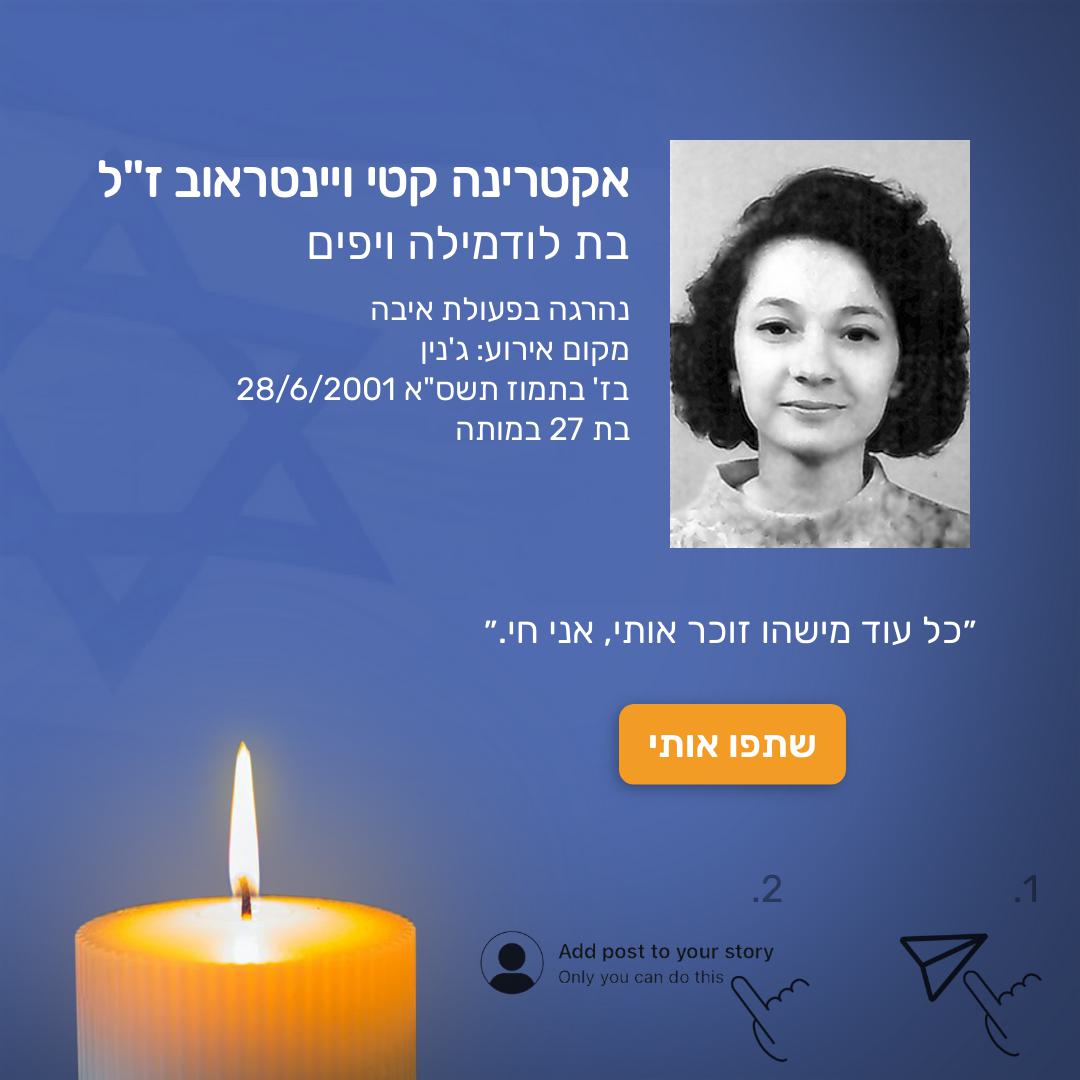 אקטרינה קטי ויינטראוב ז"ל
בת לודמילה ויפים
נהרגה בפעולת איבה
מקום אירוע: ג'נין
בז' בתמוז תשס"א 28/6/2001
בת 27 במותה
״כל עוד מישהו זוכר אותי, אני חי.״
שתפו אותי
.1
.2
Add post to your story
Only you can do this